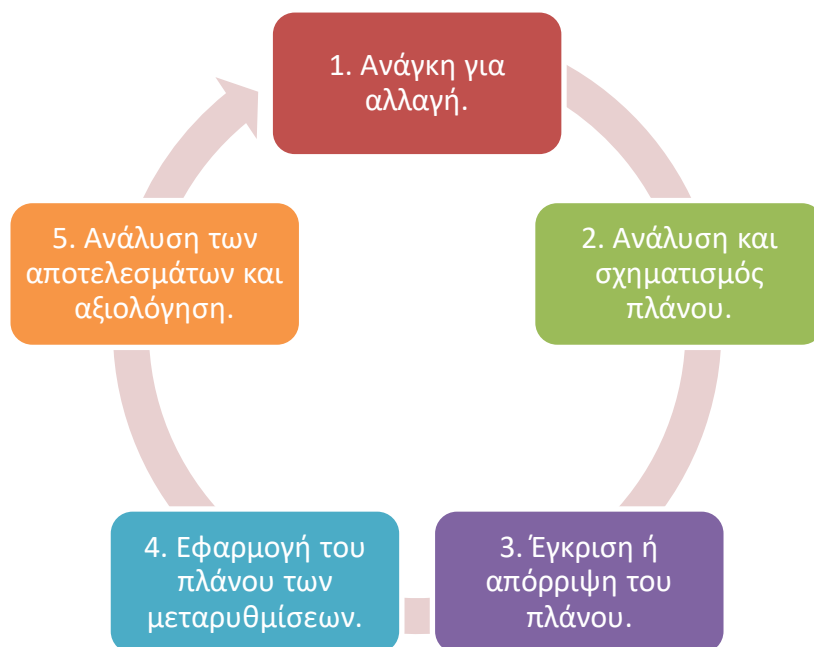 1. Ανάγκη για
αλλαγή.
2. Ανάλυση και
σχηματισμός
πλάνου.
3. Έγκριση ή
απόρριψη του
πλάνου.
4. Εφαρμογή του
πλάνου των
μεταρυθμίσεων.
5. Ανάλυση των
αποτελεσμάτων και
αξιολόγηση.